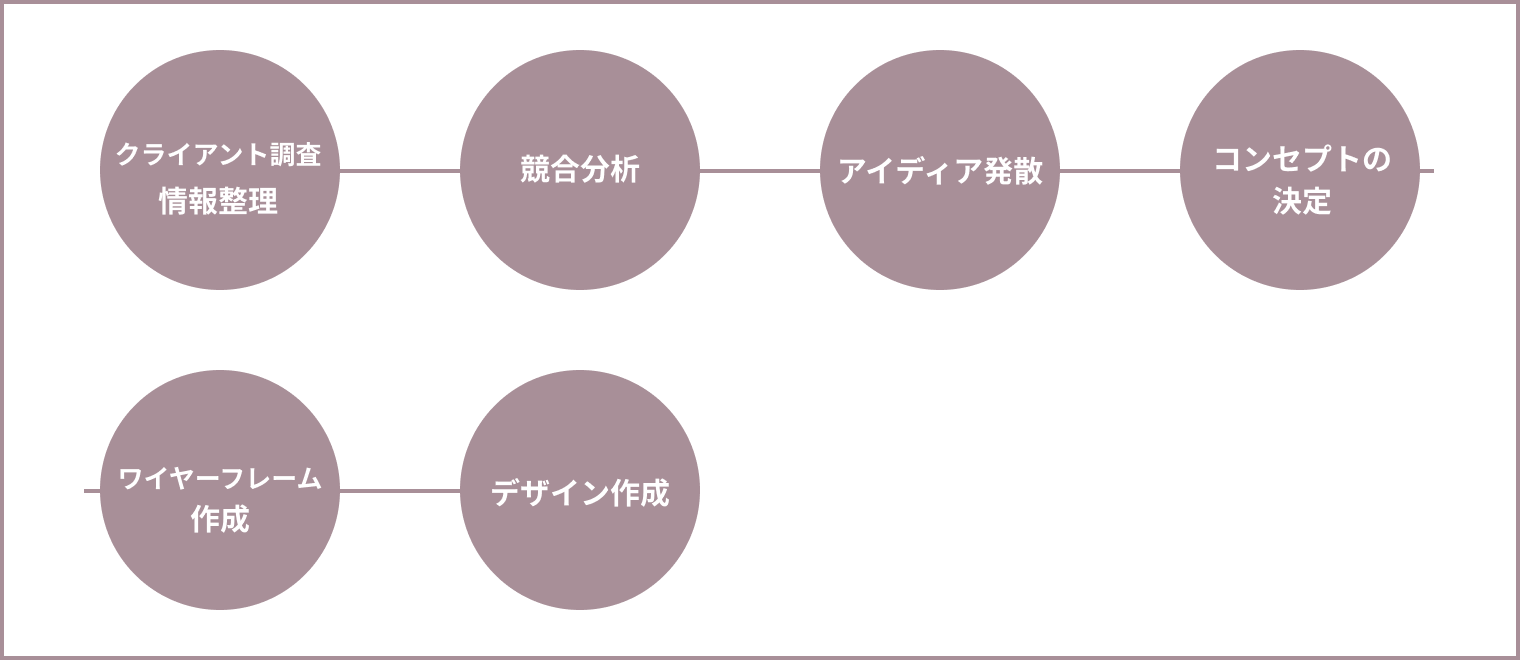 クライアント調査
情報整理
競合分析
アイディア発散
コンセプトの
決定
ワイヤーフレーム
作成
デザイン作成